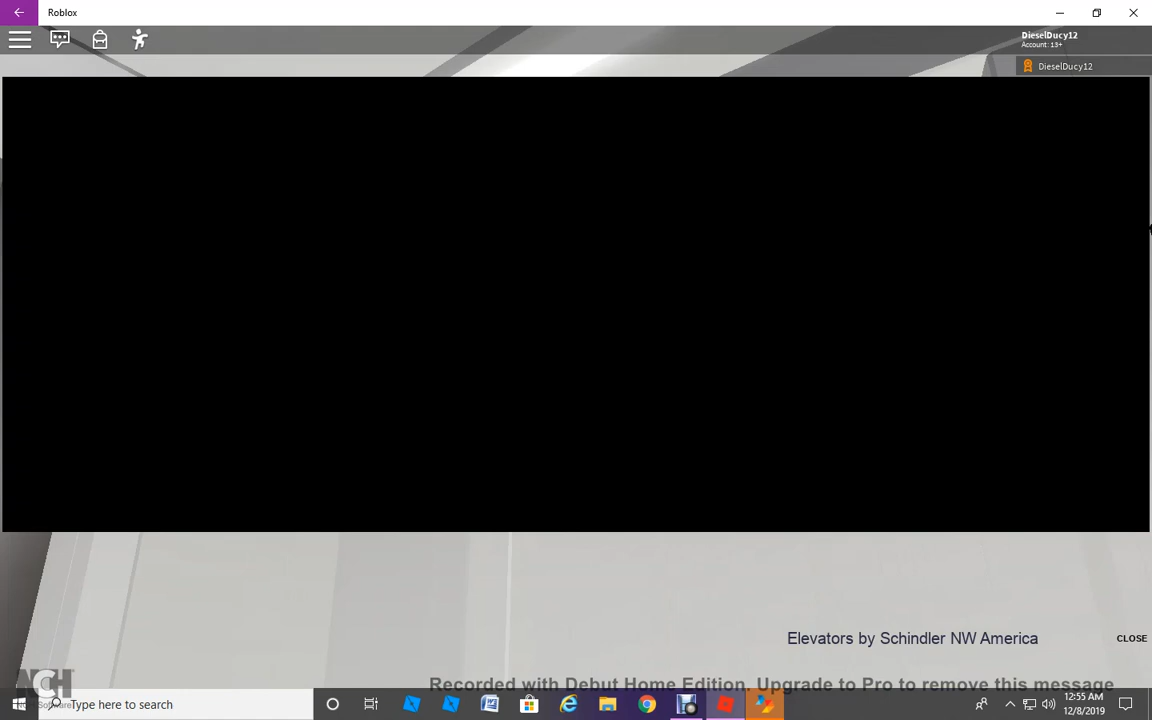 Roblox
DieselDucy12
Account: 13+
DieselDucy12
Elevators by Schindler NW America
CLOSE
NCH
Recorded with Debut Home Edition. Upgrade to Pro to remove this message
Type here to search
12:55 AM
12/8/2019